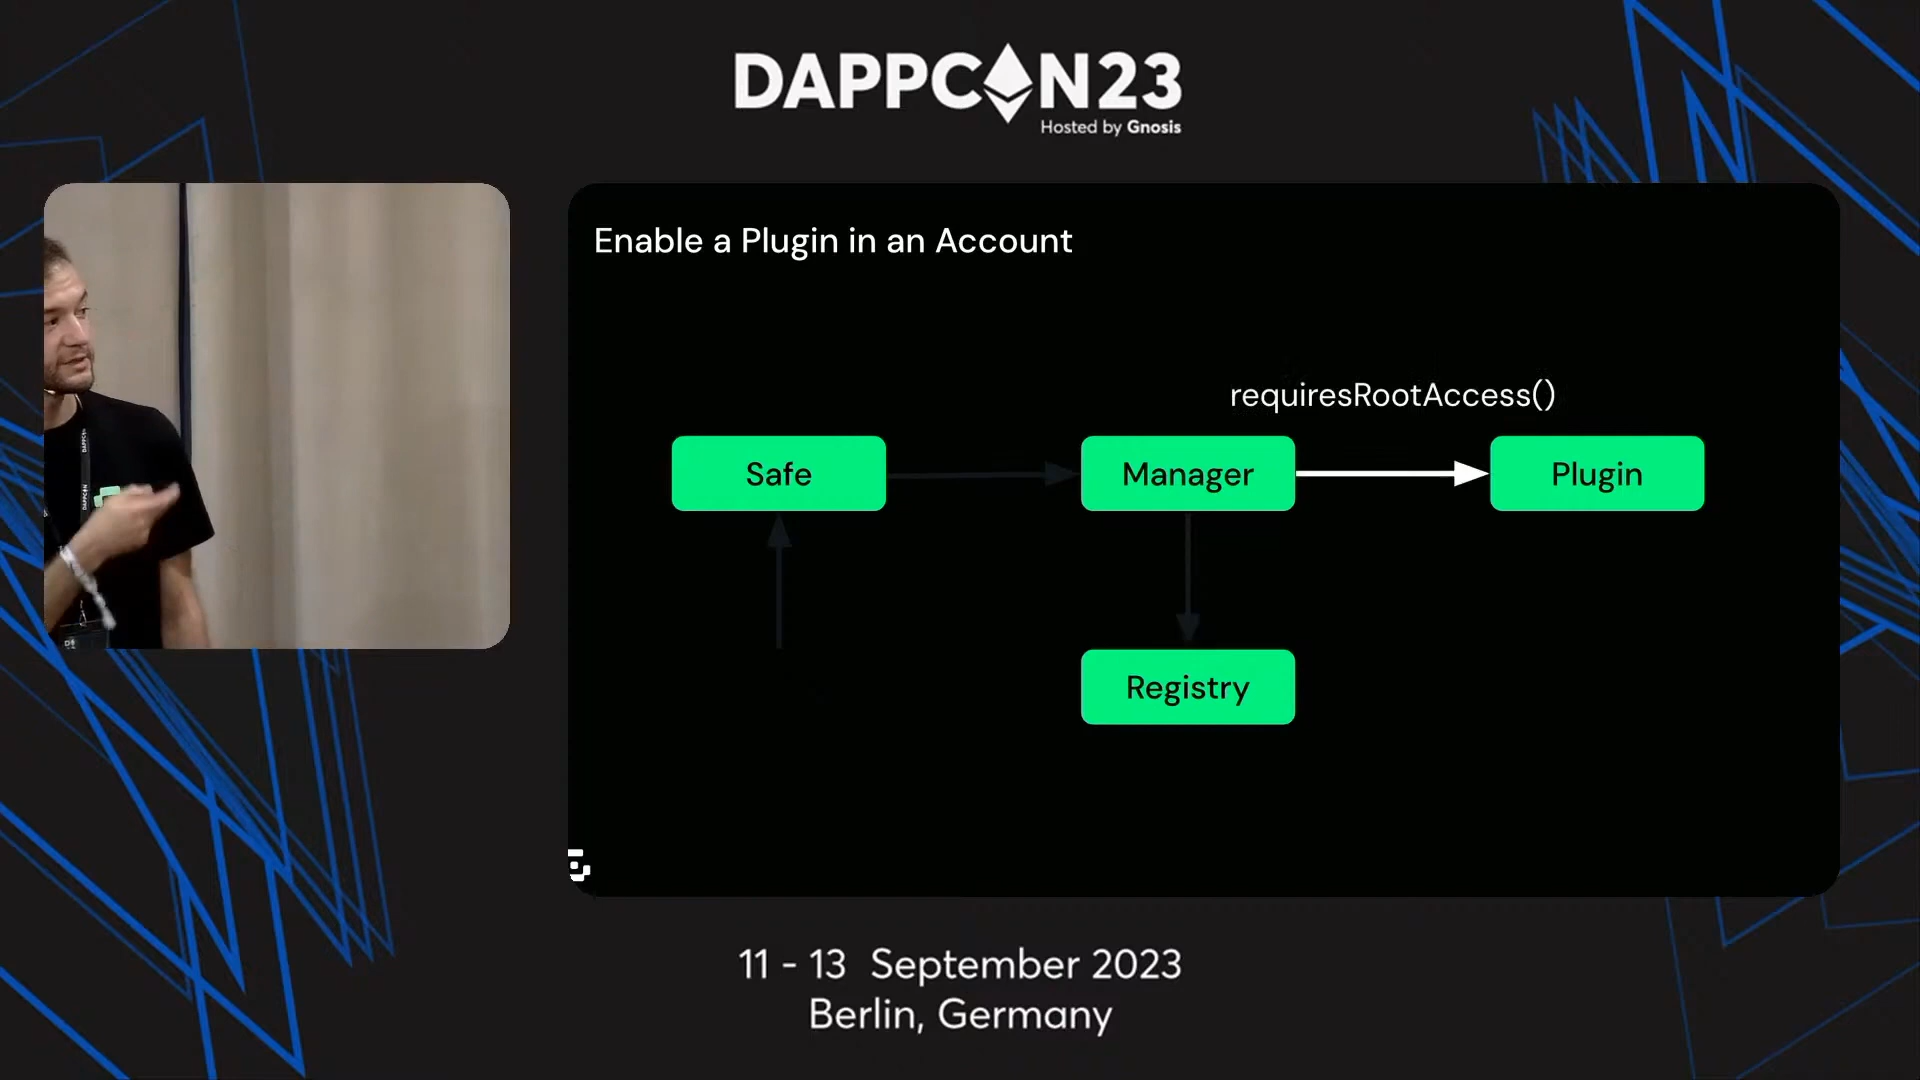 DAPPCON23
Hosted by Gnosis
Enable a Plugin in an Account
requiresRootAccess()
Safe
Manager
Plugin
Registry
11 - 13 September 2023
Berlin, Germany